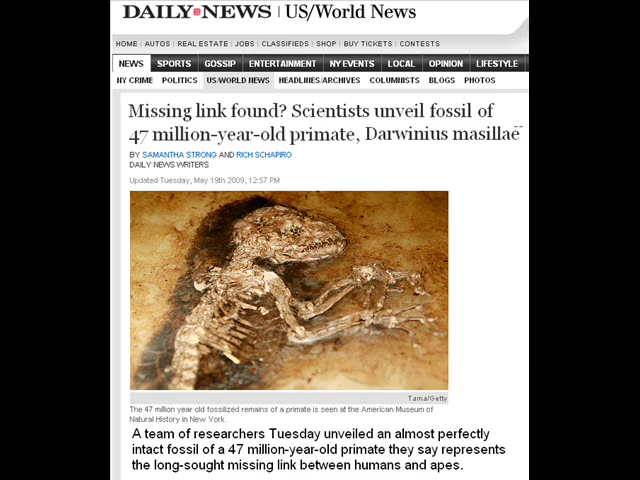 DAILY NEWS | US/World News
HOME | AUTOS | REAL ESTATE | JOBS | CLASSIFIEDS | SHOP | BUY TICKETS | CONTESTS
NEWS SPORTS GOSSIP ENTERTAINMENT NY EVENTS LOCAL OPINION LIFESTYLE
NY CRIME POLITICS US/WORLD NEWS HEADLINES/ARCHIVES COLUMNISTS BLOGS PHOTOS
Missing link found? Scientists unveil fossil of
47 million-year-old primate, Darwinius masillae
BY SAMANTHA STRONG AND RICH SCHAPIRO
DAILY NEWS WRITERS
Updated Tuesday, May 19th 2009, 12:57 PM
Tama/Getty
The 47 million year old fossilized remains of a primate is seen at the American Museum of
Natural History in New York.
A team of researchers Tuesday unveiled an almost perfectly
intact fossil of a 47 million-year-old primate they say represents
the long-sought missing link between humans and apes.